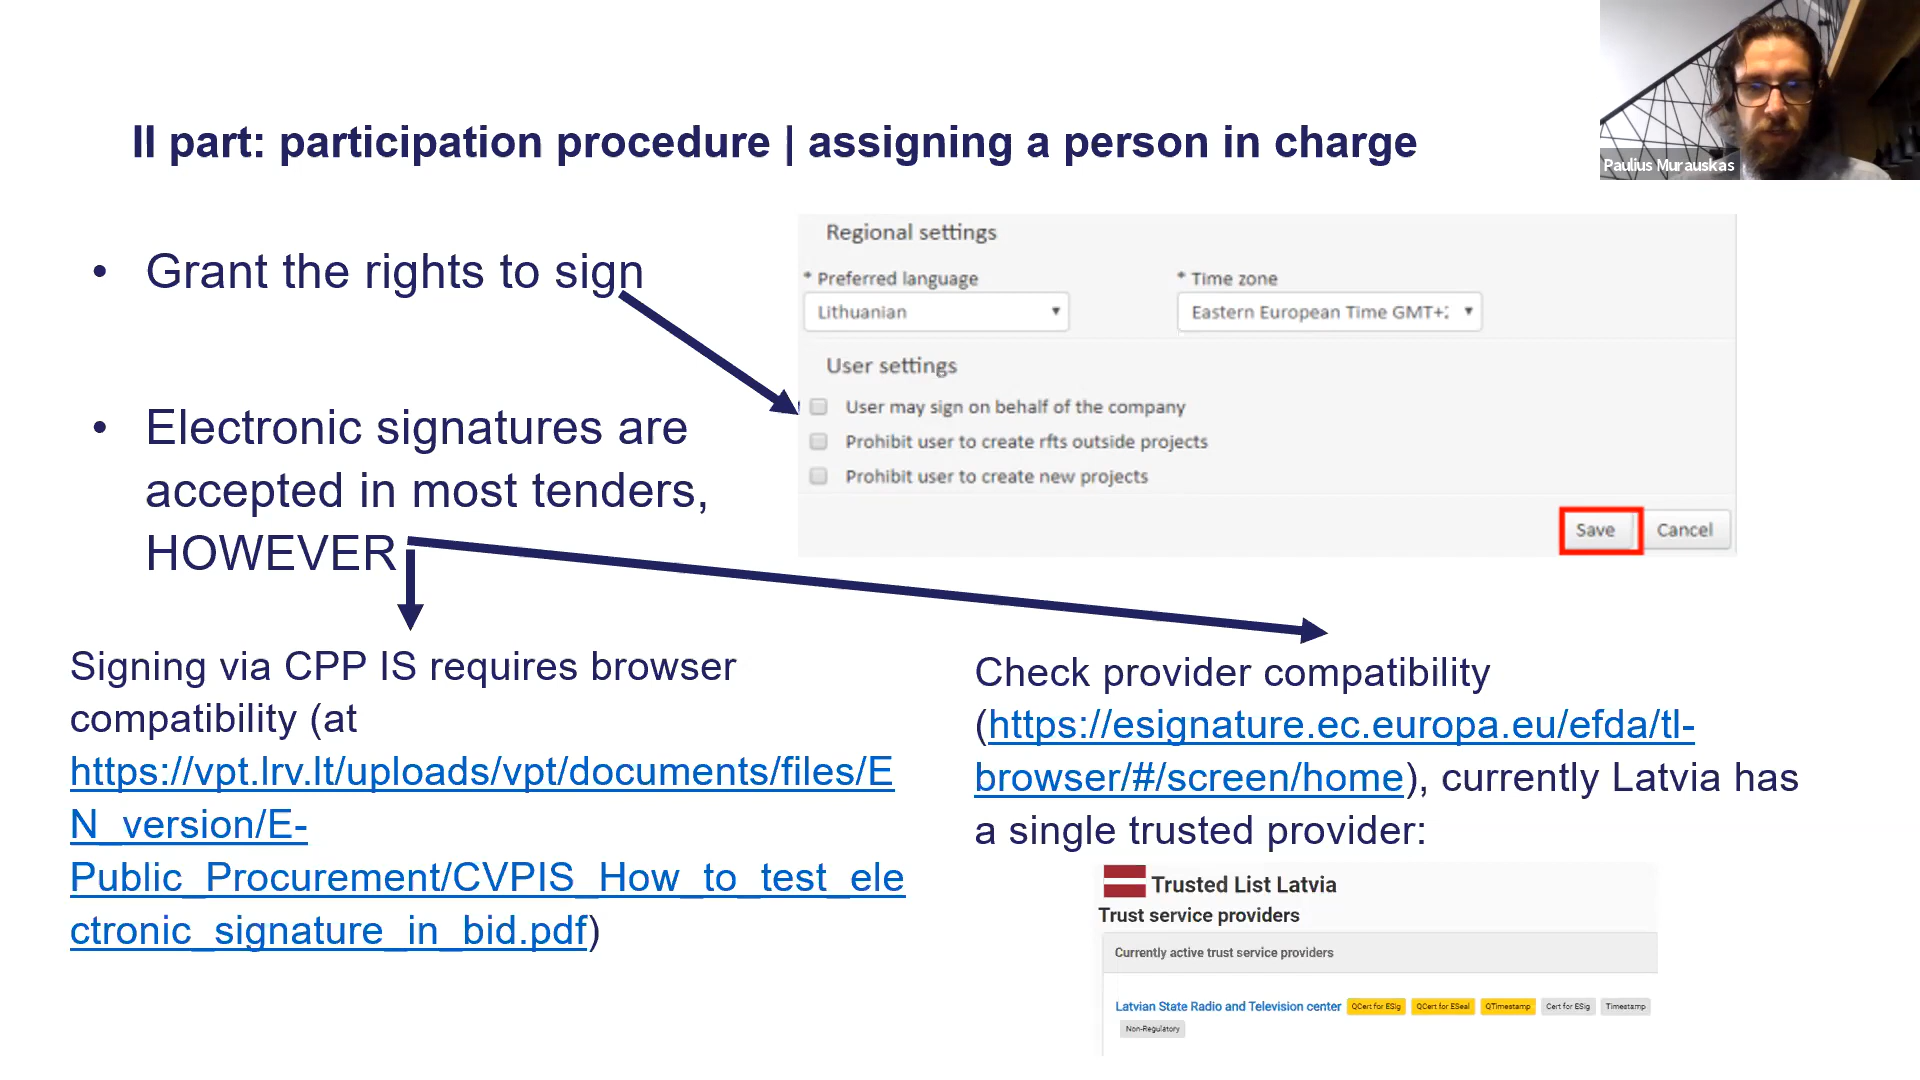 II part: participation procedure | assigning a person in charge
Paulius Murauskas
• Grant the rights to sign
• Electronic signatures are
accepted in most tenders,
HOWEVER
Regional settings
* Preferred language
* Time zone
Lithuanian
Eastern European Time GMT+2
User settings
User may sign on behalf of the company
Prohibit user to create rfts outside projects
Prohibit user to create new projects
Save
Cancel
Signing via CPP IS requires browser
compatibility (at
https://vpt.lrv.lt/uploads/vpt/documents/files/E
N_version/E-
Public_Procurement/CVPIS_How_to_test_ele
ctronic_signature_in_bid.pdf)
Check provider compatibility
(https://esignature.ec.europa.eu/efda/tl-
browser/#/screen/home), currently Latvia has
a single trusted provider:
Trusted List Latvia
Trust service providers
Currently active trust service providers
Latvian State Radio and Television center QCert for ESig QCert for ESeal QTimestamp Cert for ESig Timestamp
Non-Regulatory